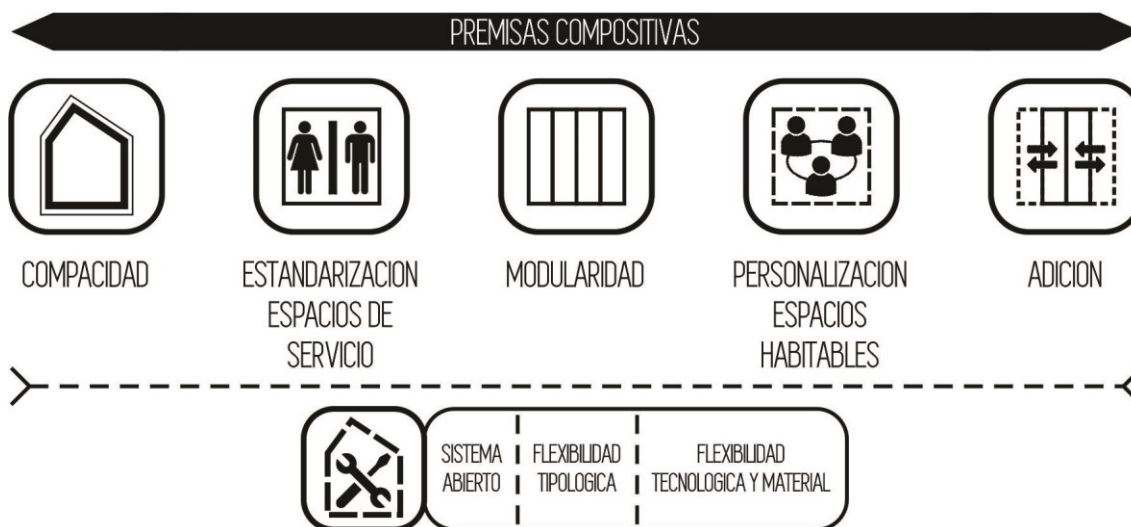 PREMISAS COMPOSITIVAS
COMPACIDAD
ESTANDARIZACION
ESPACIOS DE
SERVICIO
MODULARIDAD
PERSONALIZACION
ESPACIOS
HABITABLES
ADICION
SISTEMA
ABIERTO
FLEXIBILIDAD
TIPOLOGICA
FLEXIBILIDAD
TECNOLOGICA Y MATERIAL